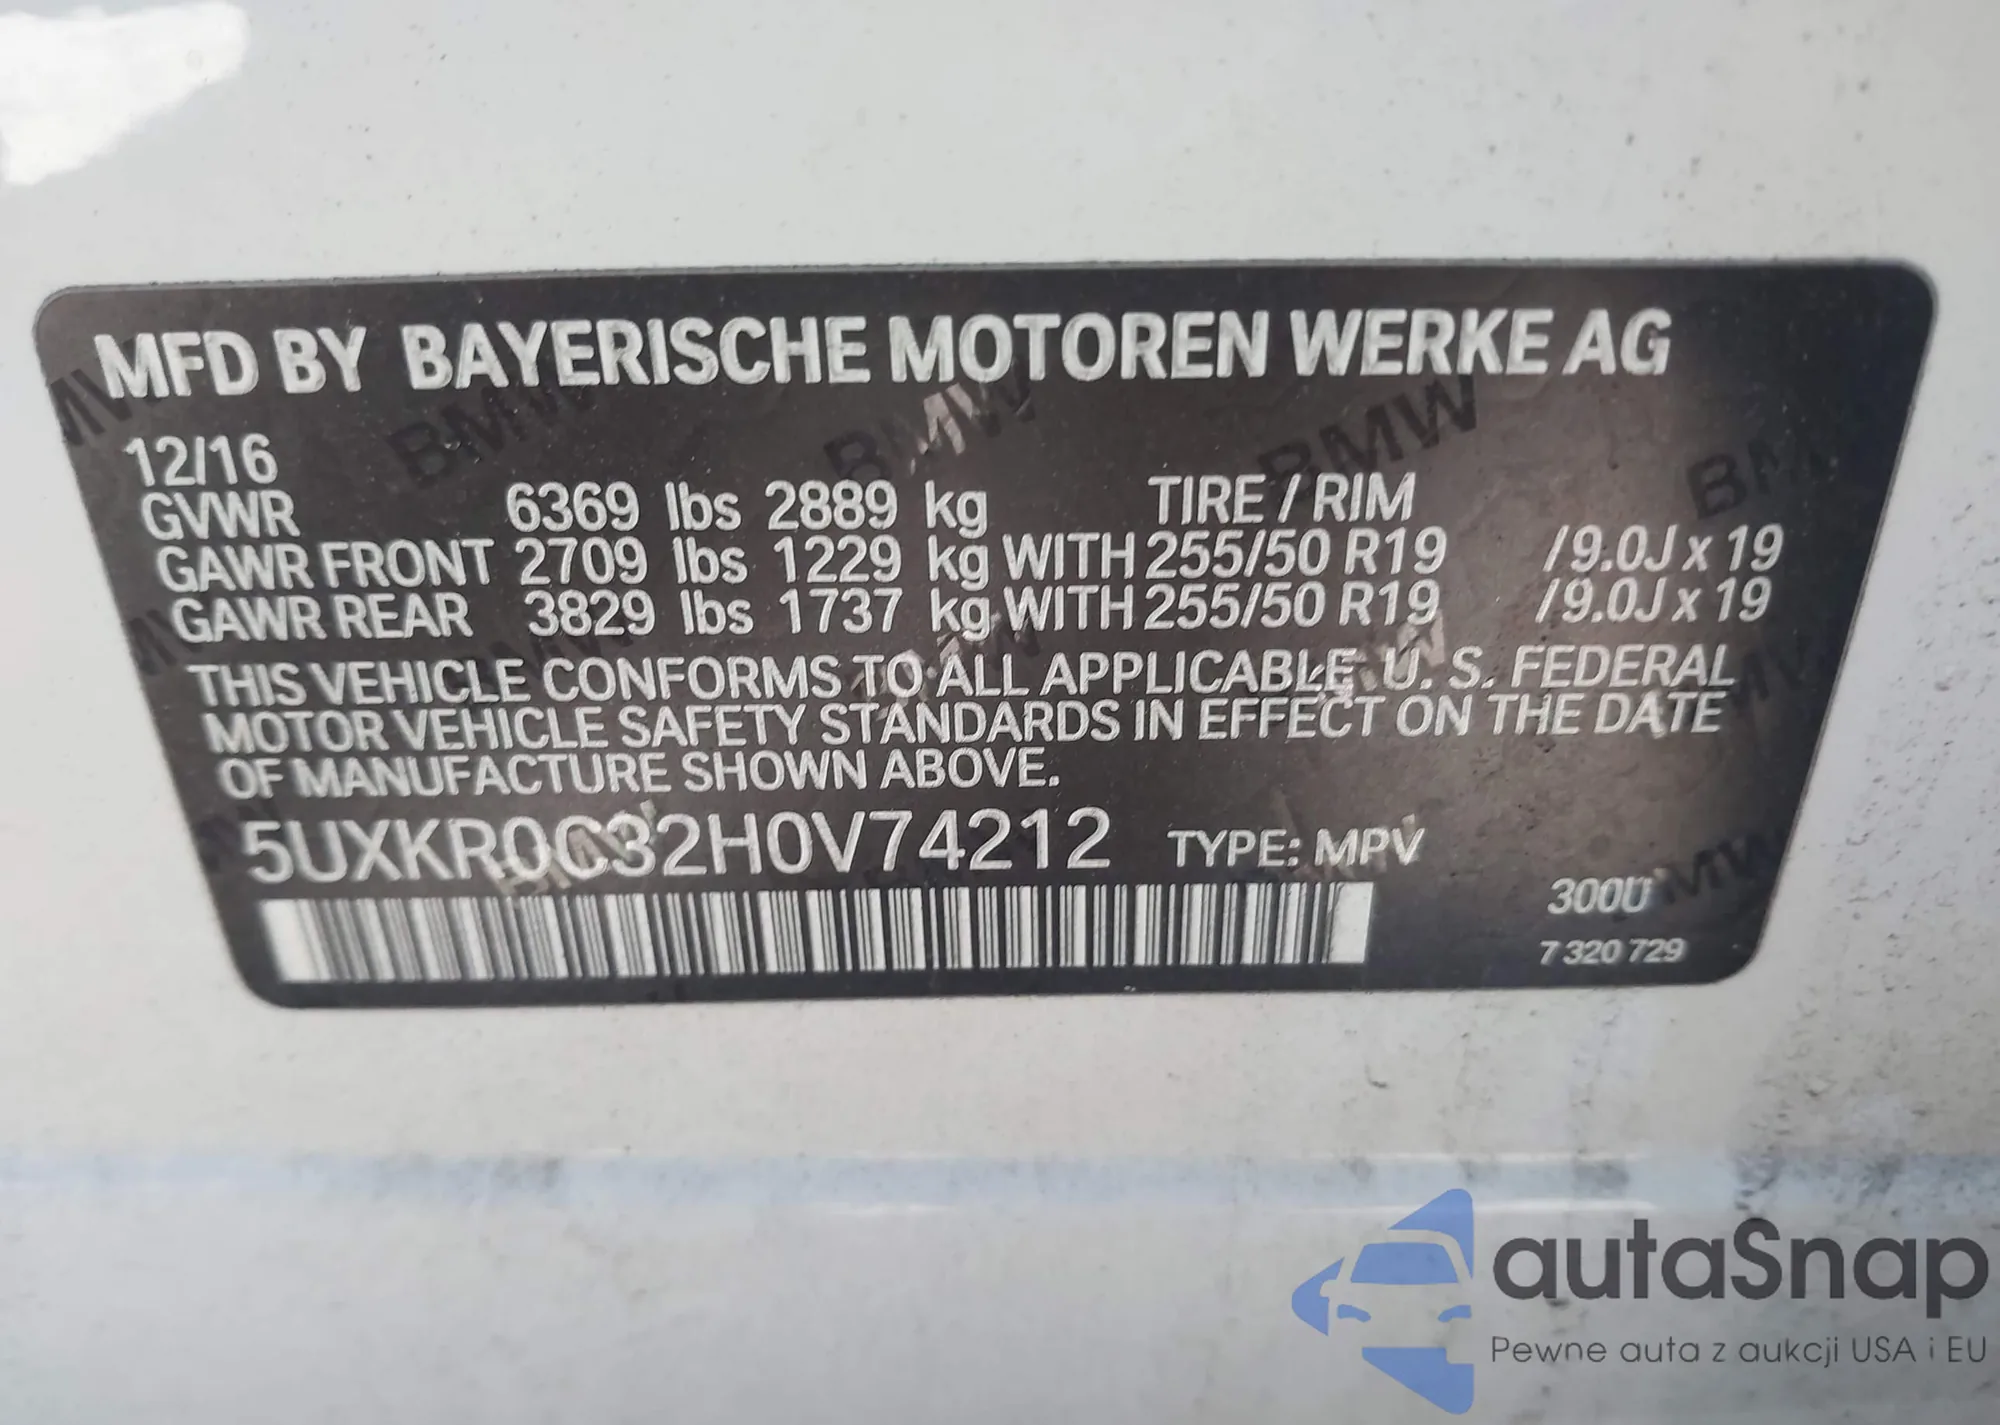 MFD BY BAYERISCHE MOTOREN WERKE AG
12/16
GVWR 6369 lbs 2889 kg TIRE / RIM
GAWR FRONT 2709 lbs 1229 kg WITH 255/50 R19 /9.0J x 19
GAWR REAR 3829 lbs 1737 kg WITH 255/50 R19 /9.0J x 19
THIS VEHICLE CONFORMS TO ALL APPLICABLE U. S. FEDERAL
MOTOR VEHICLE SAFETY STANDARDS IN EFFECT ON THE DATE
OF MANUFACTURE SHOWN ABOVE.
5UXKR0C32H0V74212 TYPE: MPV
300U
7 320 729
autaSnap
Pewne auta z aukcji USA i EU